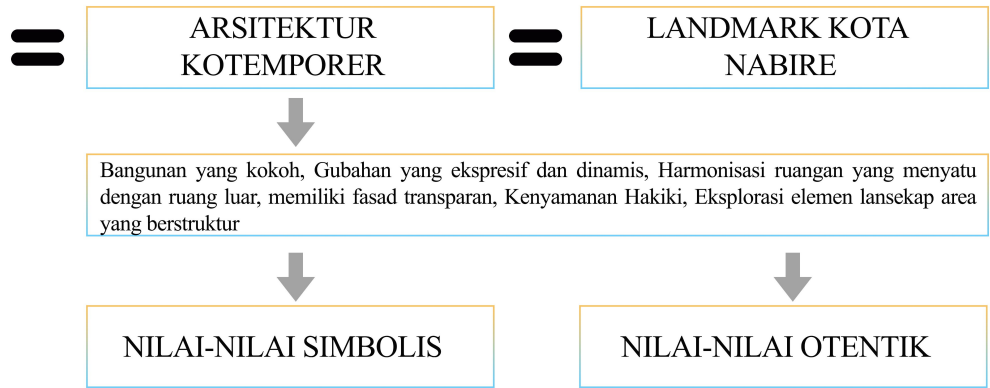 ARSITEKTUR
KOTEMPORER
LANDMARK KOTA
NABIRE
Bangunan yang kokoh, Gubahan yang ekspresif dan dinamis, Harmonisasi ruangan yang menyatu
dengan ruang luar, memiliki fasad transparan, Kenyamanan Hakiki, Eksplorasi elemen lansekap area
yang berstruktur
NILAI-NILAI SIMBOLIS
NILAI-NILAI OTENTIK